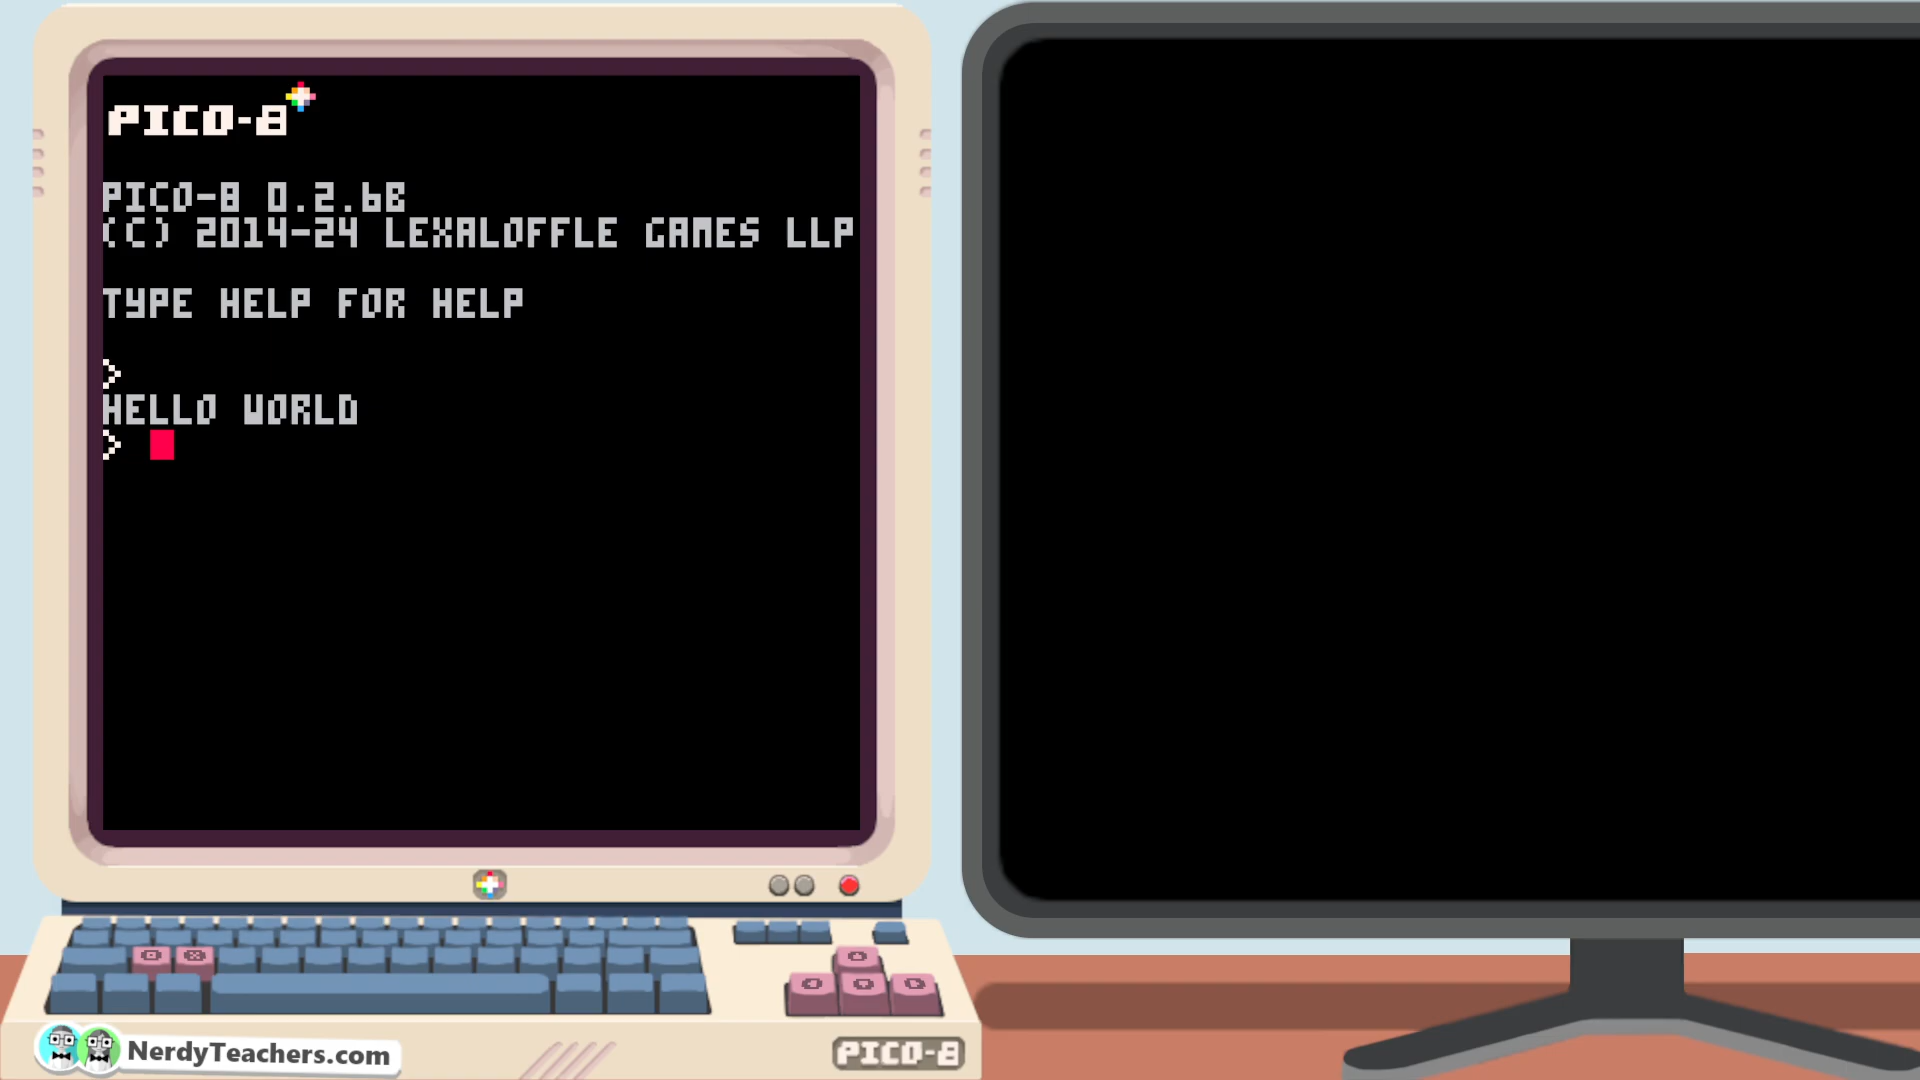 PICO-8
PICO-8 0.2.6B
(C) 2014-24 LEXALOFFLE GAMES LLP
TYPE HELP FOR HELP
>
HELLO WORLD
>
NerdyTeachers.com
PICO-8